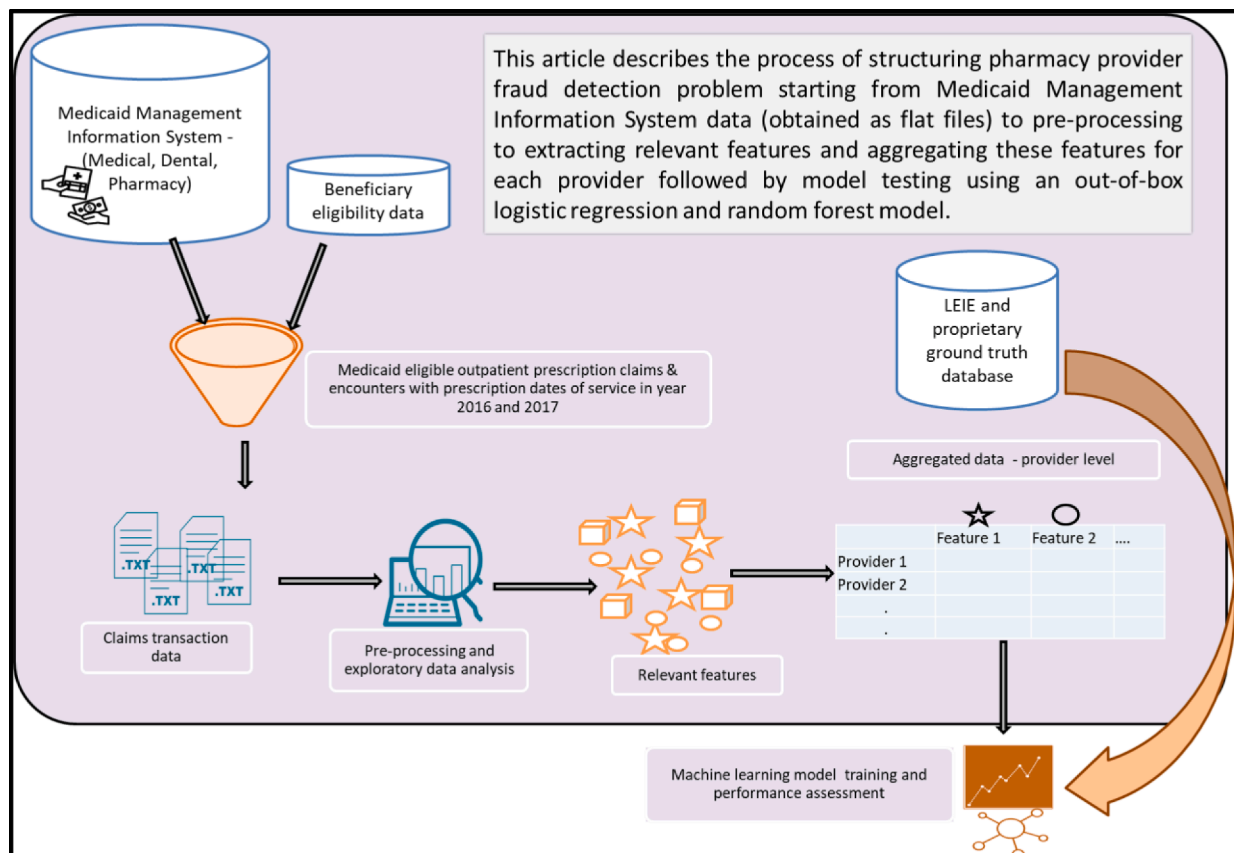 This article describes the process of structuring pharmacy provider
fraud detection problem starting from Medicaid Management
Information System data (obtained as flat files) to pre-processing
to extracting relevant features and aggregating these features for
each provider followed by model testing using an out-of-box
logistic regression and random forest model.
Medicaid Management
Information System -
(Medical, Dental,
Pharmacy)
Beneficiary
eligibility data
LEIE and
proprietary
ground truth
database
Medicaid eligible outpatient prescription claims &
encounters with prescription dates of service in year
2016 and 2017
Aggregated data - provider level
Feature 1 Feature 2 ....
Provider 1
Provider 2
.
.
.TXT
.TXT
.TXT
.TXT
Claims transaction
data
Pre-processing and
exploratory data analysis
Relevant features
Machine learning model training and
performance assessment